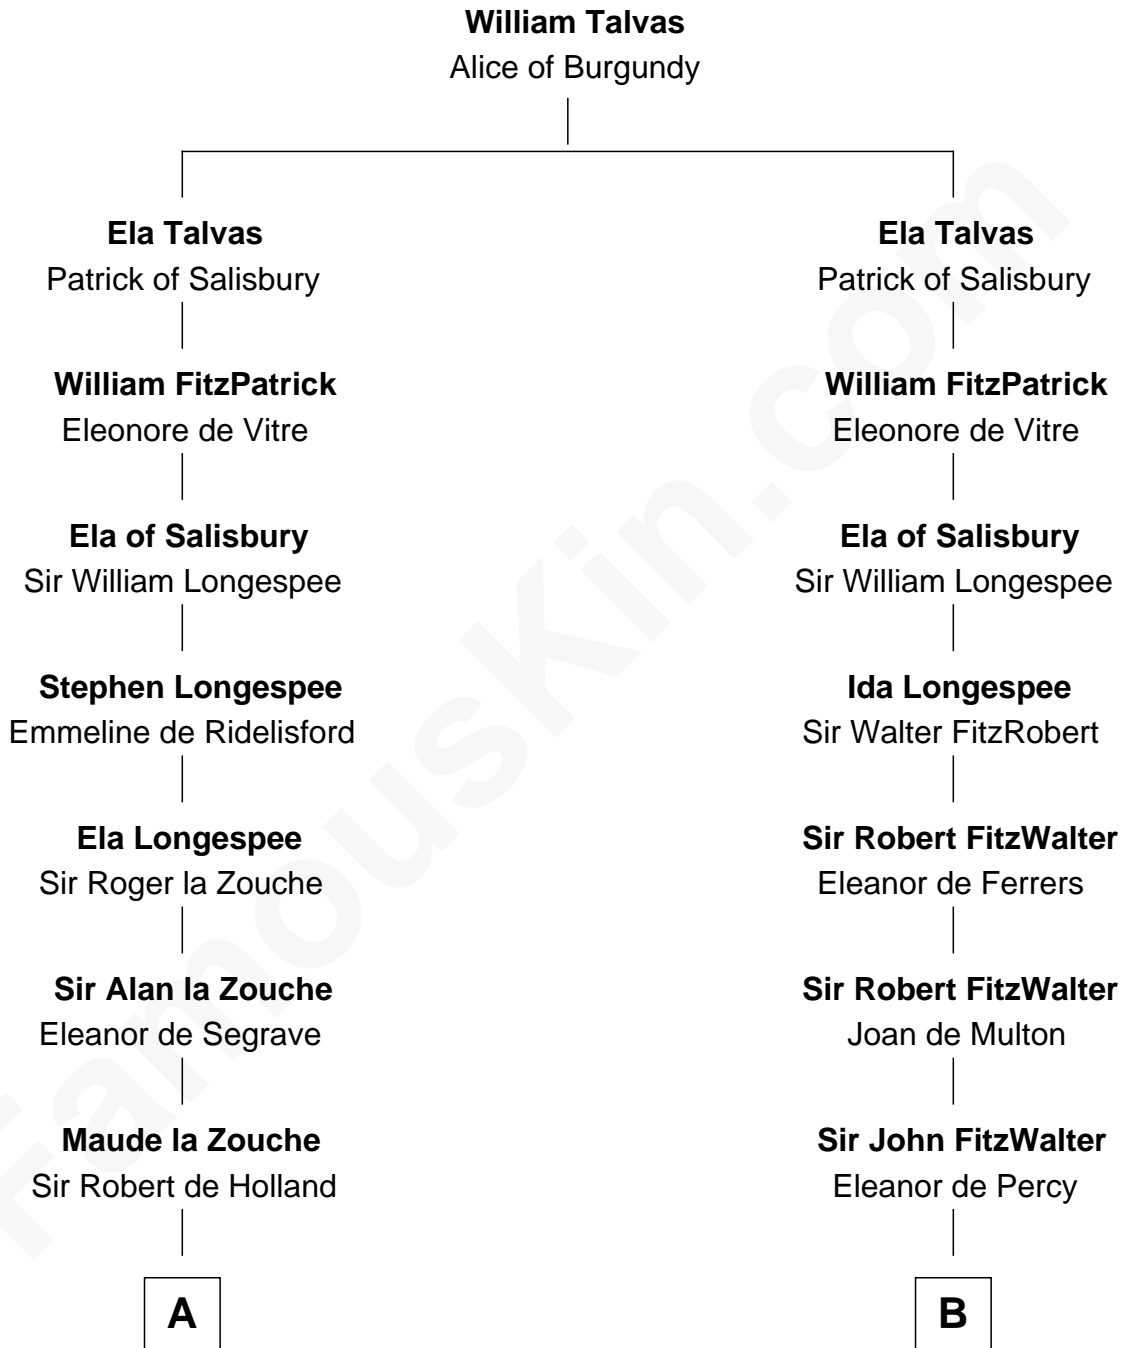 William Talvas
Alice of Burgundy
Ela Talvas
Patrick of Salisbury
William FitzPatrick
Eleonore de Vitre
Ela of Salisbury
Sir William Longespee
Stephen Longespee
Emmeline de Ridelisford
Ela Longespee
Sir Roger la Zouche
Sir Alan la Zouche
Eleanor de Segrave
Maude la Zouche
Sir Robert de Holland
A
Ela Talvas
Patrick of Salisbury
William FitzPatrick
Eleonore de Vitre
Ela of Salisbury
Sir William Longespee
Ida Longespee
Sir Walter FitzRobert
Sir Robert FitzWalter
Eleanor de Ferrers
Sir Robert FitzWalter
Joan de Multon
Sir John FitzWalter
Eleanor de Percy
B
FamousKin.com